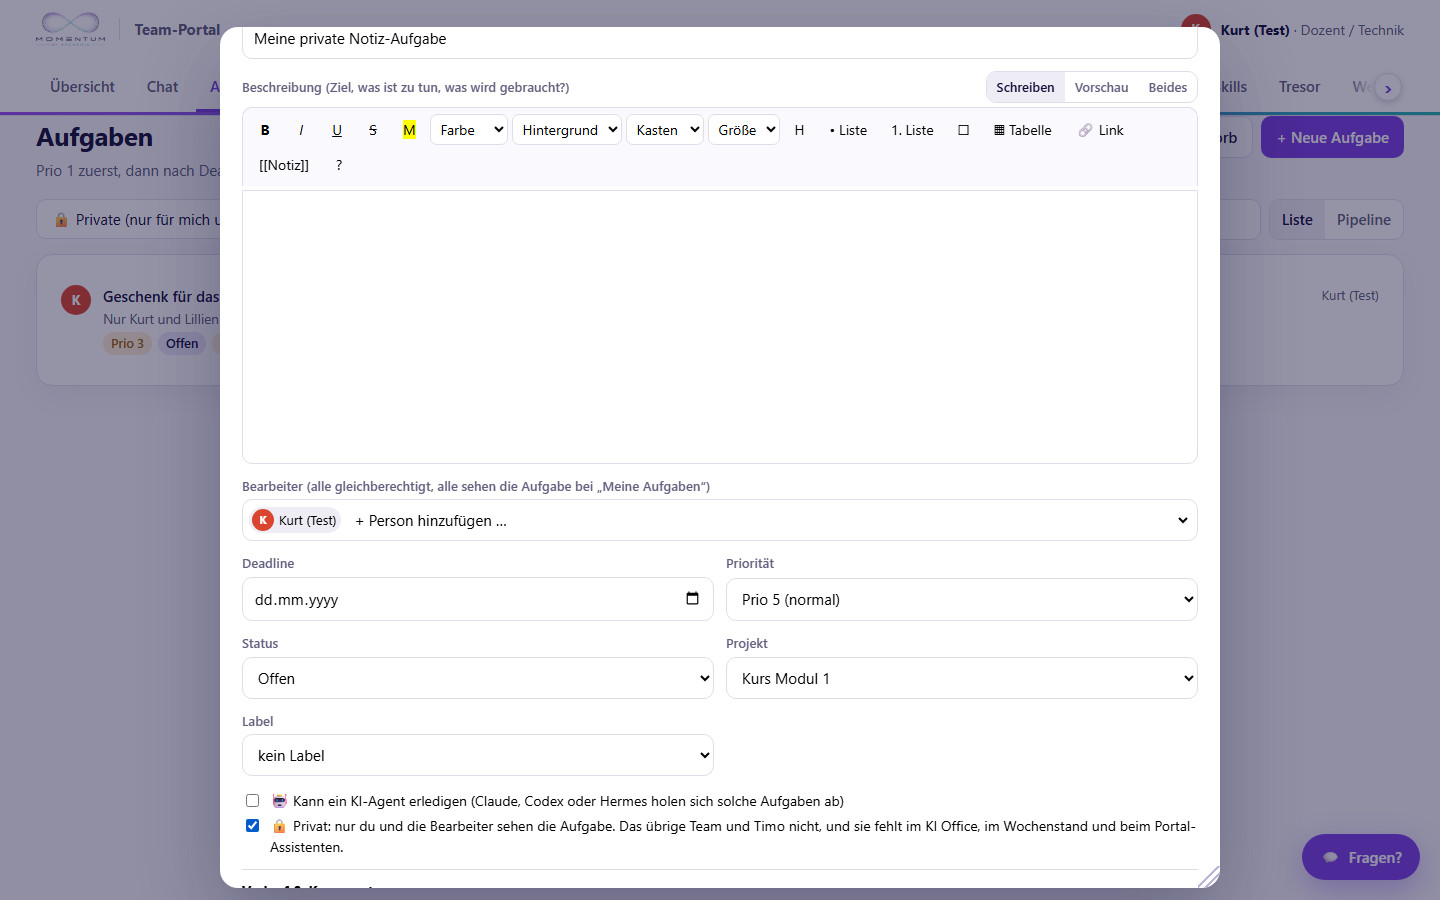 MOMENTUM
Team-Portal
K
Kurt (Test) · Dozent / Technik
Übersicht
Chat
A
kills
Tresor
We
›
Aufgaben
Prio 1 zuerst, dann nach Dea
orb
+ Neue Aufgabe
🔒 Private (nur für mich u
Liste
Pipeline
K
Geschenk für das
Nur Kurt und Lillien
Prio 3
Offen
Kurt (Test)
Meine private Notiz-Aufgabe
Beschreibung (Ziel, was ist zu tun, was wird gebraucht?)
Schreiben
Vorschau
Beides
B I U S M Farbe Hintergrund Kasten Größe H • Liste 1. Liste ☐ ▦ Tabelle 🔗 Link
[[Notiz]] ?
Bearbeiter (alle gleichberechtigt, alle sehen die Aufgabe bei „Meine Aufgaben“)
K Kurt (Test) + Person hinzufügen ...
Deadline
Priorität
dd.mm.yyyy
Prio 5 (normal)
Status
Projekt
Offen
Kurs Modul 1
Label
kein Label
🤖 Kann ein KI-Agent erledigen (Claude, Codex oder Hermes holen sich solche Aufgaben ab)
🔒 Privat: nur du und die Bearbeiter sehen die Aufgabe. Das übrige Team und Timo nicht, und sie fehlt im KI Office, im Wochenstand und beim Portal-
Assistenten.
💬 Fragen?